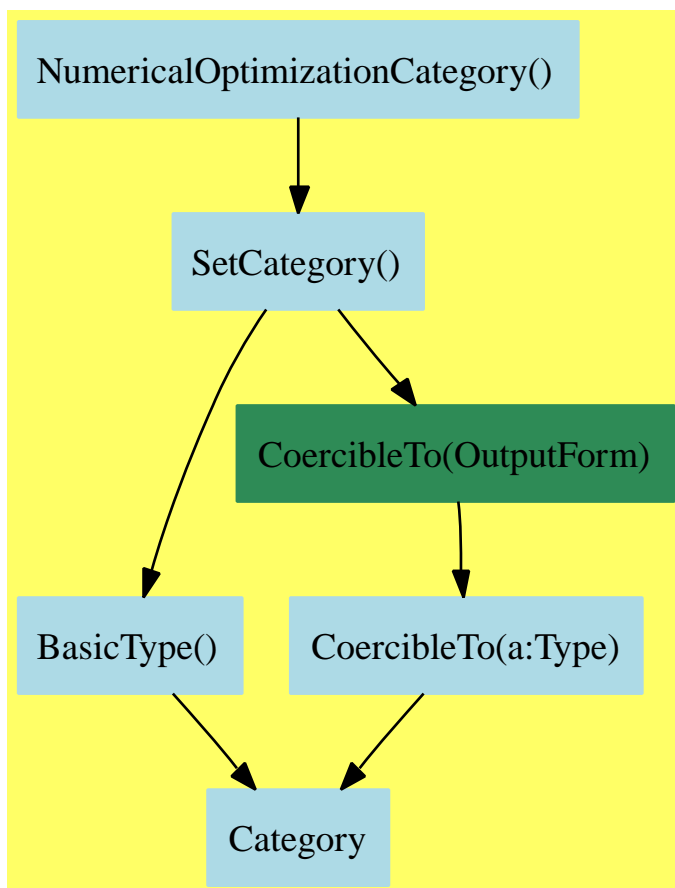 NumericalOptimizationCategory()
SetCategory()
CoercibleTo(OutputForm)
BasicType()
CoercibleTo(a:Type)
Category